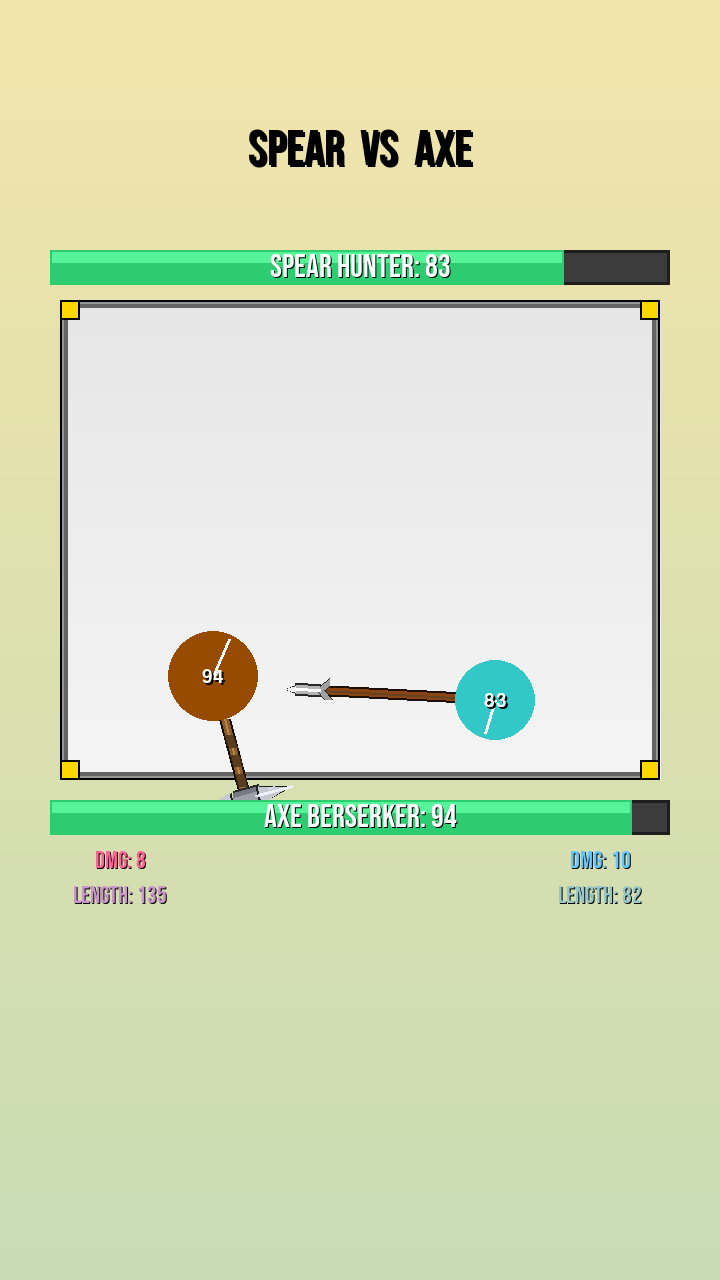 SPEAR VS AXE
SPEAR HUNTER: 83
94
83
AXE BERSERKER: 94
DMG: 8
DMG: 10
LENGTH: 135
LENGTH: 82